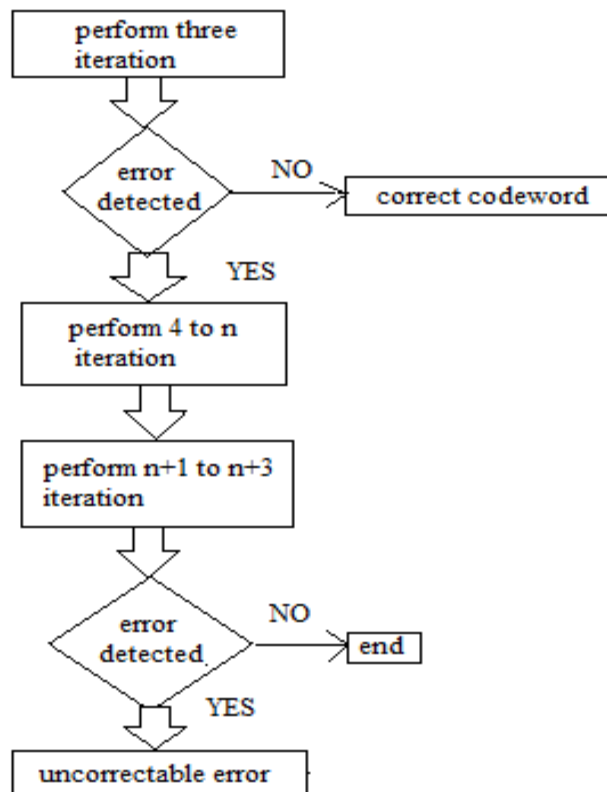 perform three
iteration
error
detected
NO
correct codeword
YES
perform 4 to n
iteration
perform n+1 to n+3
iteration
error
detected
NO
end
YES
uncorrectable error